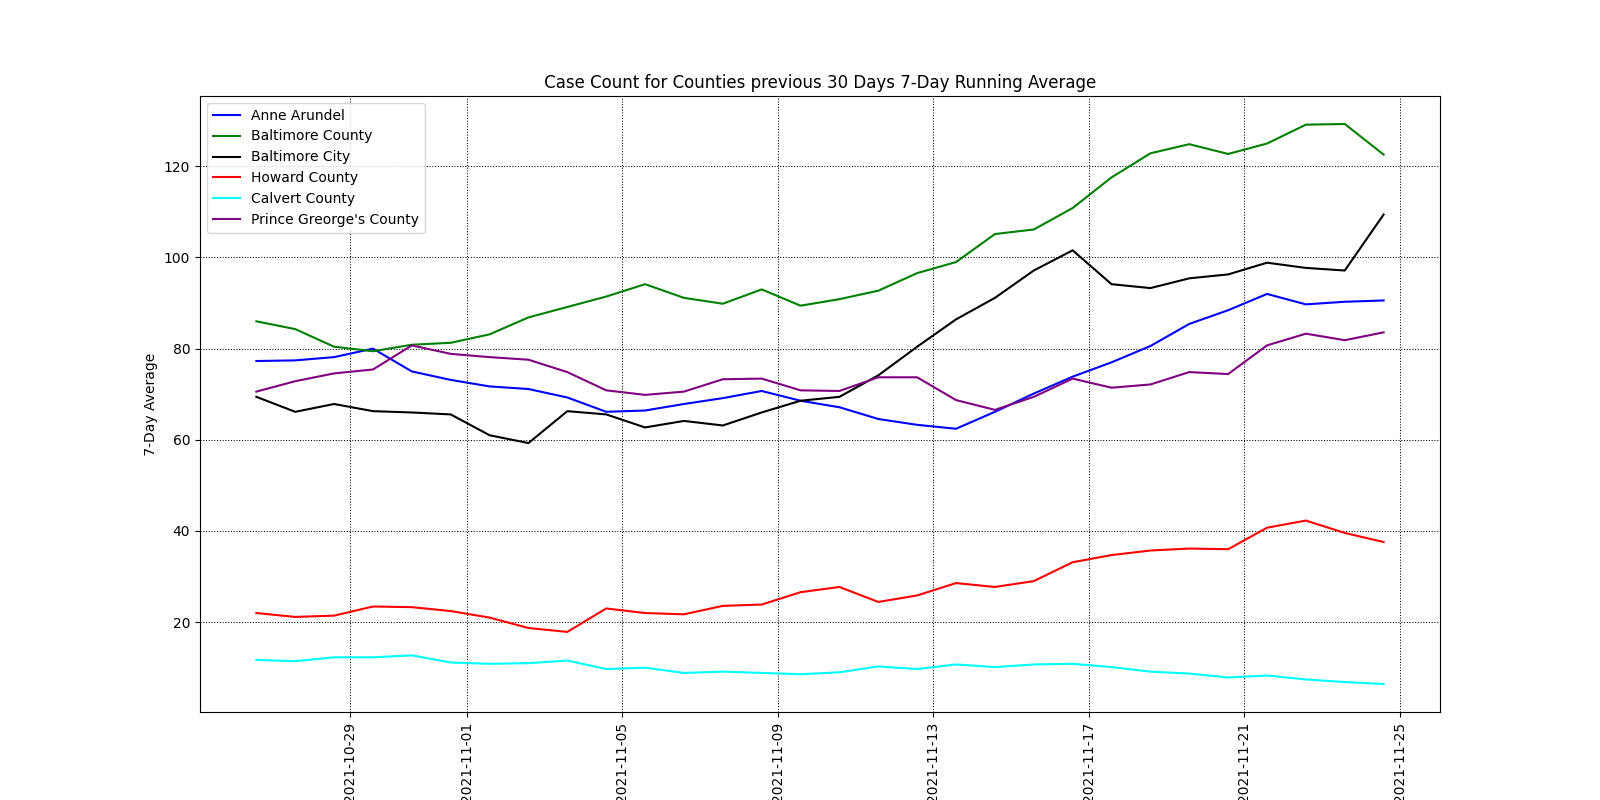 Case Count for Counties previous 30 Days 7-Day Running Average
Anne Arundel
Baltimore County
Baltimore City
Howard County
Calvert County
Prince Greorge's County
7-Day Average
120
100
80
60
40
20
2021-10-29
2021-11-01
2021-11-05
2021-11-09
2021-11-13
2021-11-17
2021-11-21
2021-11-25